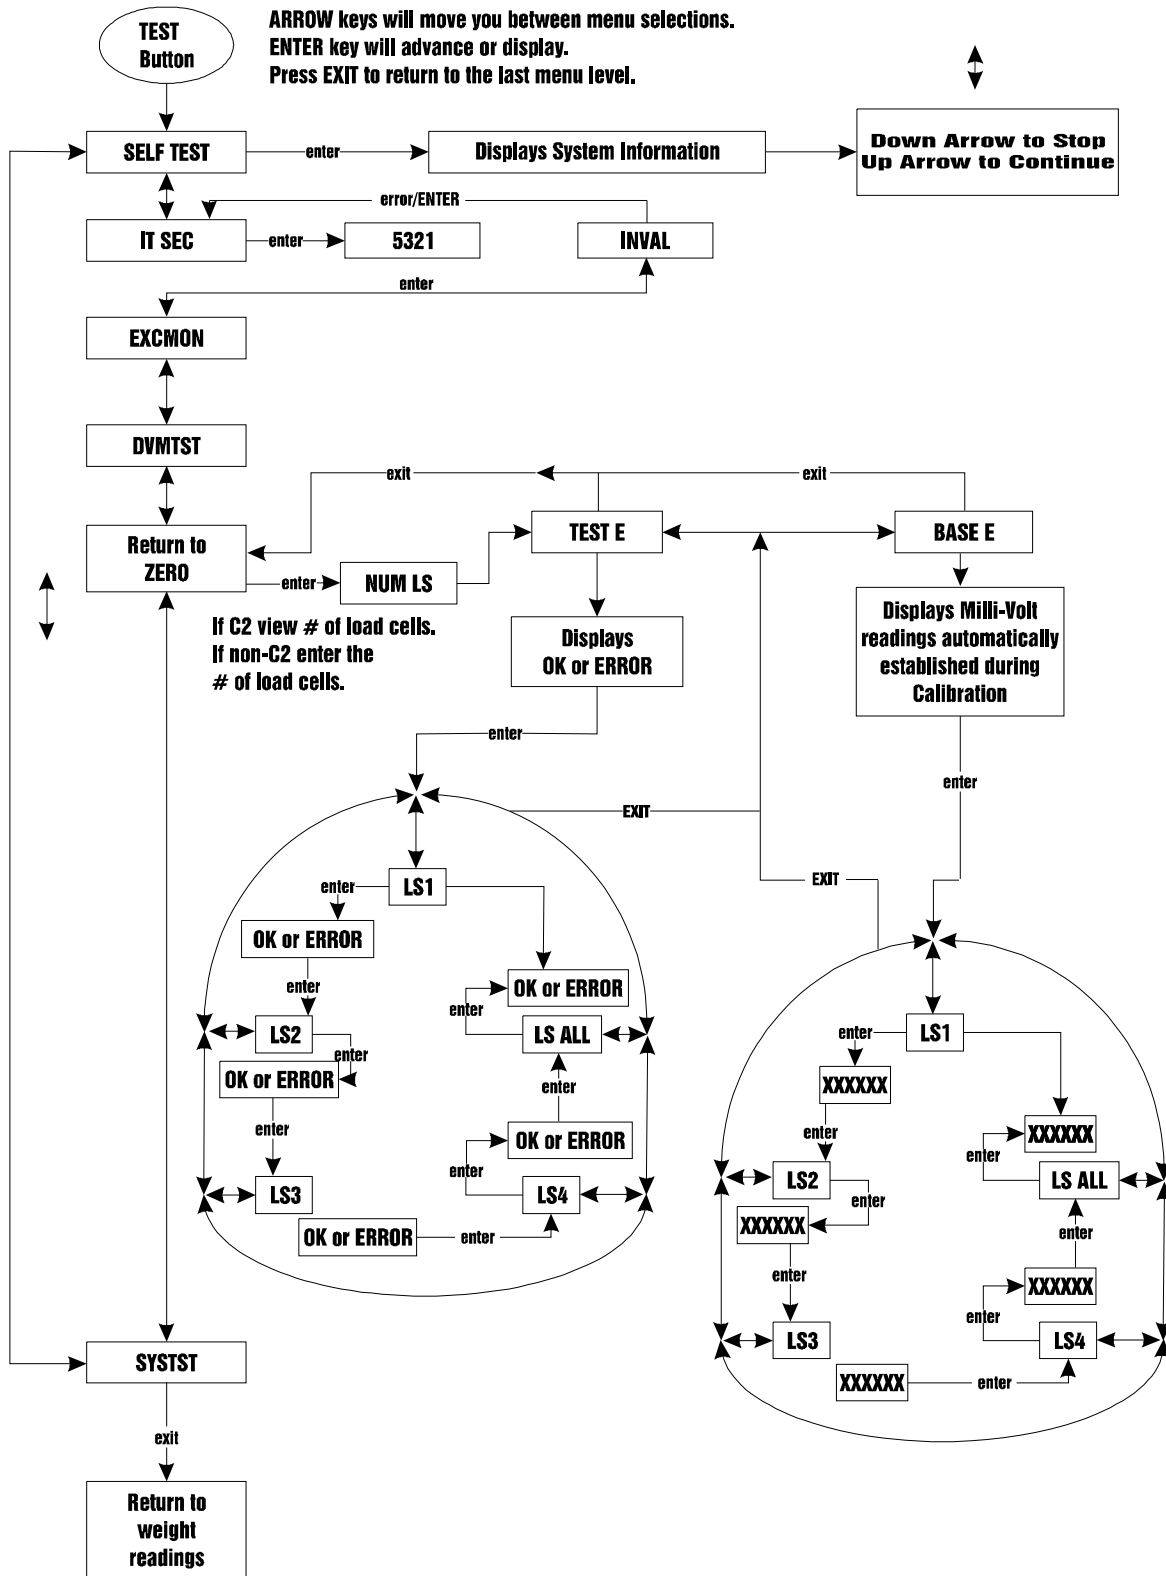 TEST
Button
ARROW keys will move you between menu selections.
ENTER key will advance or display.
Press EXIT to return to the last menu level.
SELF TEST
enter
Displays System Information
Down Arrow to Stop
Up Arrow to Continue
error/ENTER
IT SEC
enter
5321
INVAL
enter
EXCMON
DVMTST
exit
exit
Return to
ZERO
enter
NUM LS
TEST E
BASE E
If C2 view # of load cells.
If non-C2 enter the
# of load cells.
Displays
OK or ERROR
Displays Milli-Volt
readings automatically
established during
Calibration
enter
enter
EXIT
EXIT
LS1
enter
OK or ERROR
enter
OK or ERROR
enter
LS2
LS ALL
enter
OK or ERROR
enter
enter
OK or ERROR
enter
LS3
LS4
OK or ERROR
enter
LS1
enter
XXXXXX
enter
XXXXXX
enter
LS2
LS ALL
enter
XXXXXX
enter
enter
XXXXXX
enter
LS3
LS4
XXXXXX
enter
SYSTST
exit
Return to
weight
readings